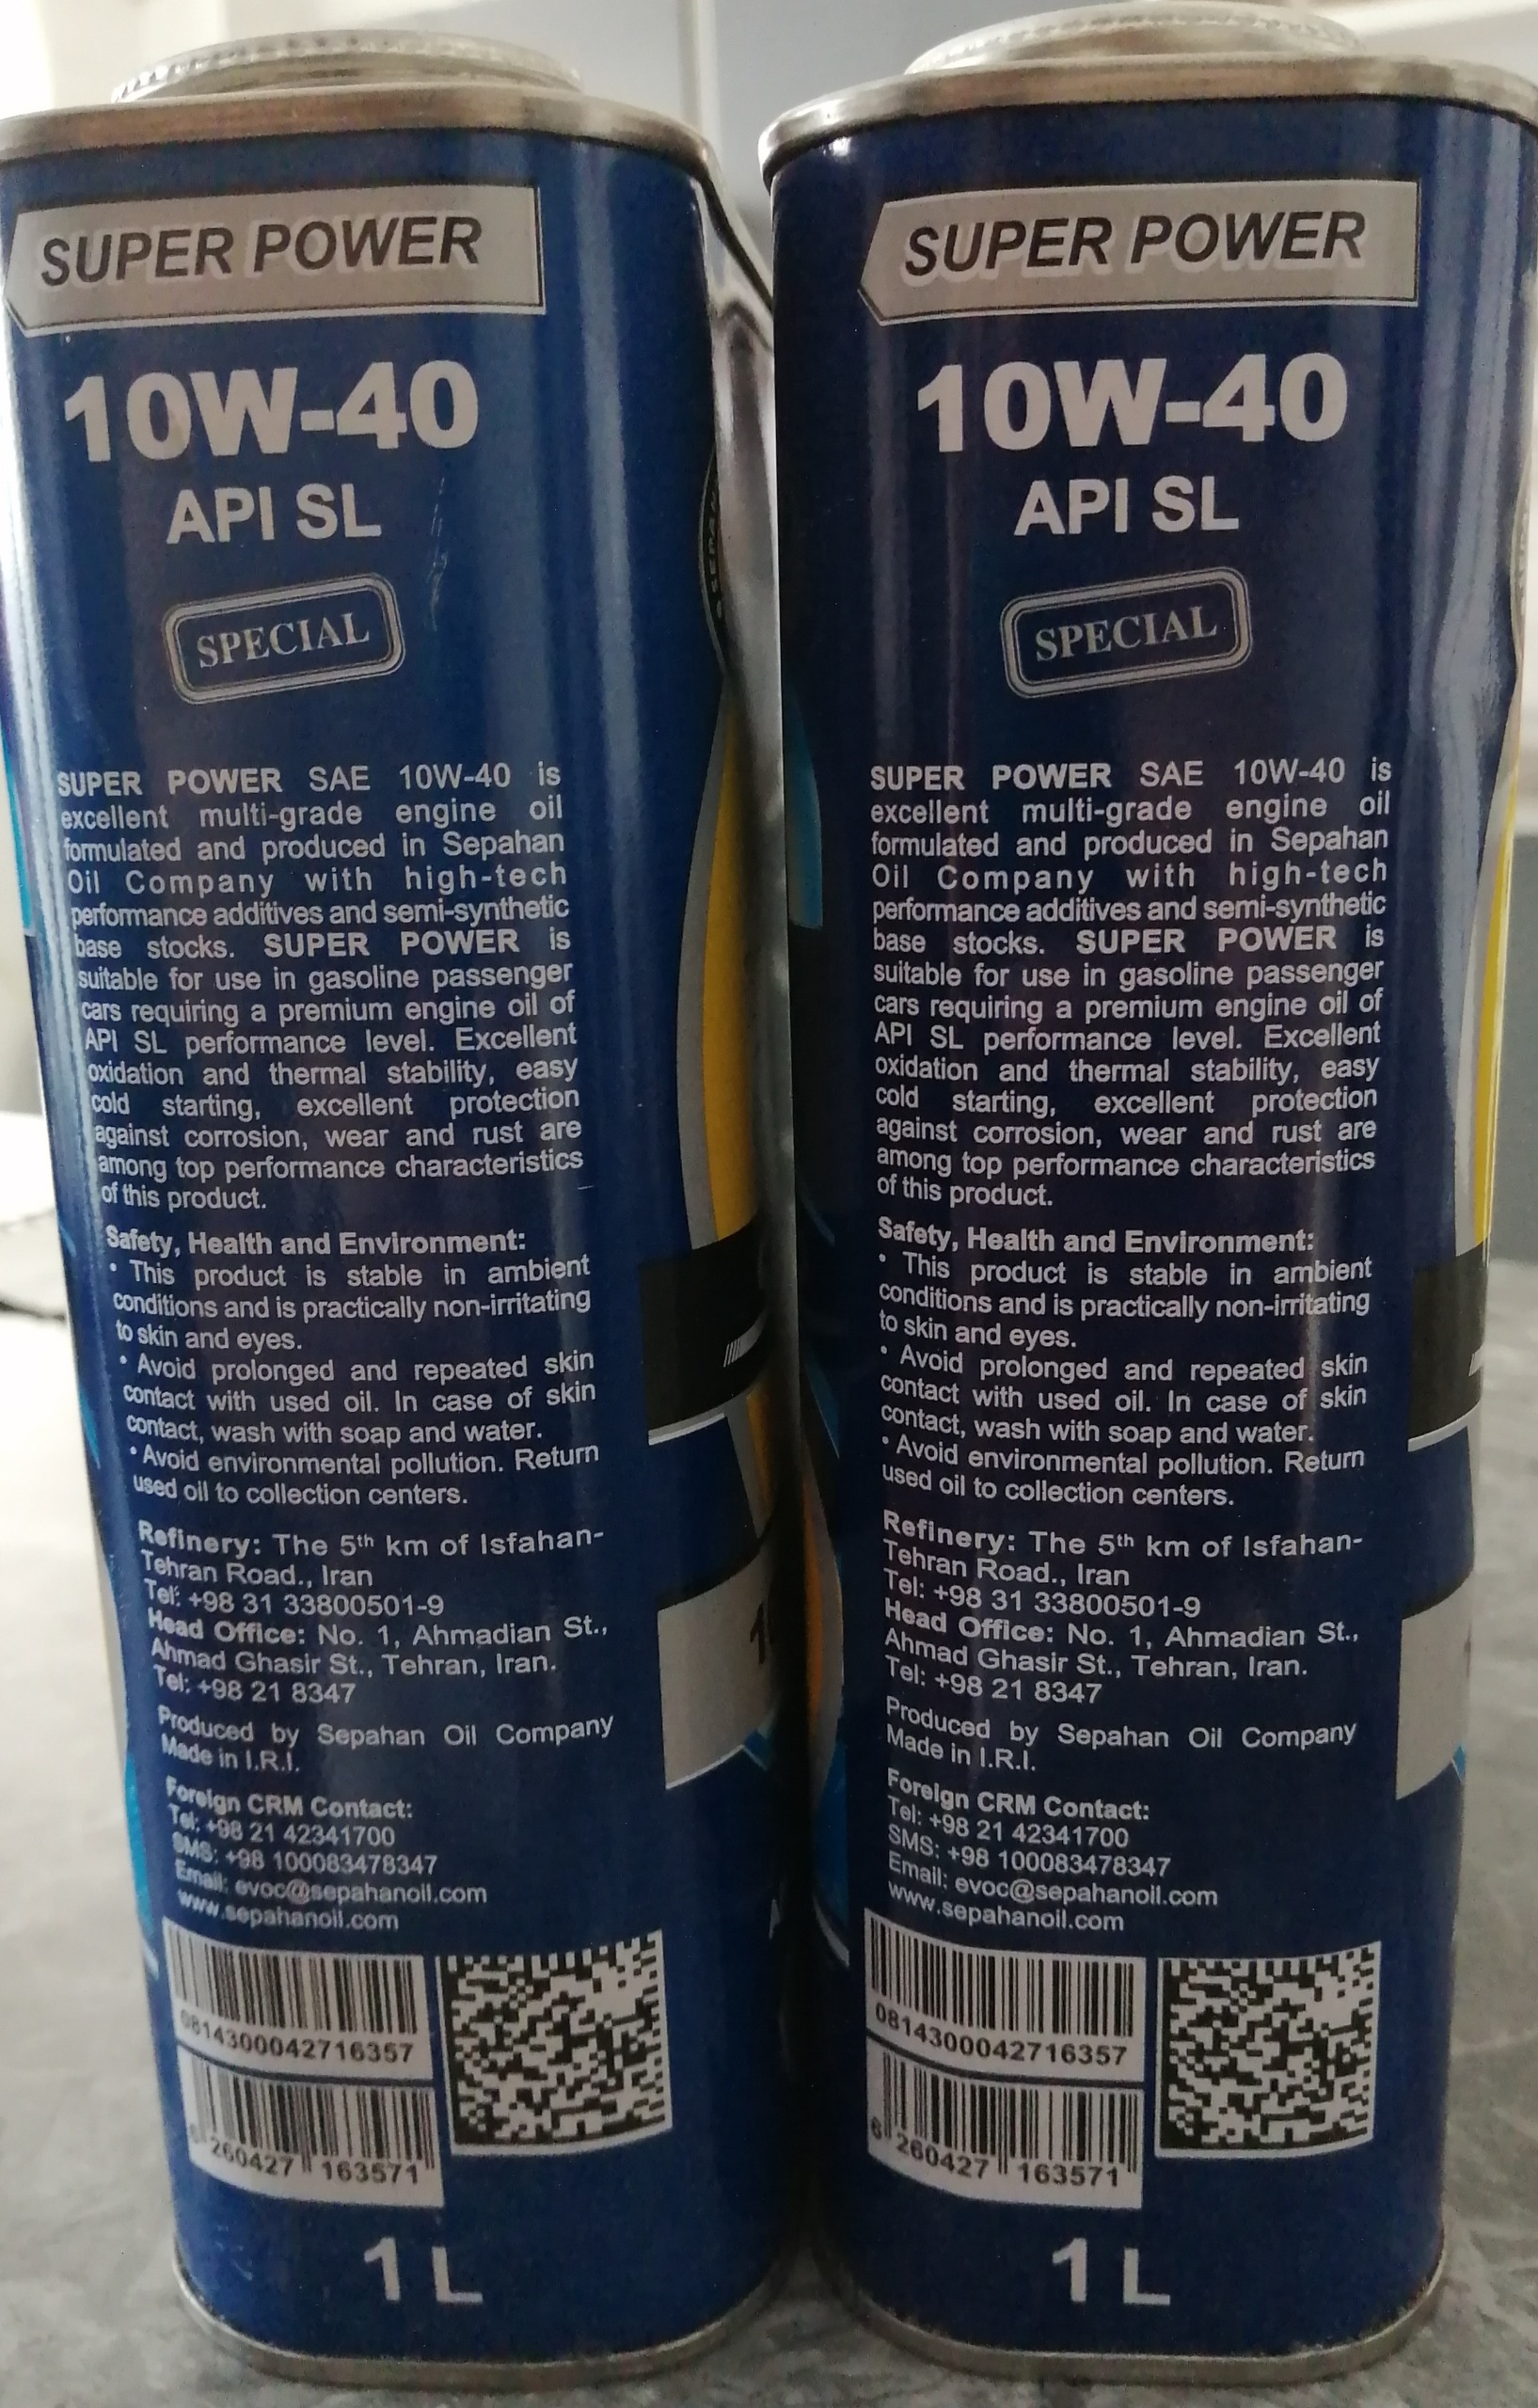 SUPER POWER
10W-40
API SL
SPECIAL
SUPER POWER SAE 10W-40 is
excellent multi-grade engine oil
formulated and produced in Sepahan
Oil Company with high-tech
performance additives and semi-synthetic
base stocks. SUPER POWER is
suitable for use in gasoline passenger
cars requiring a premium engine oil of
API SL performance level. Excellent
oxidation and thermal stability, easy
cold starting, excellent protection
against corrosion, wear and rust are
among top performance characteristics
of this product.
Safety, Health and Environment:
• This product is stable in ambient
conditions and is practically non-irritating
to skin and eyes.
• Avoid prolonged and repeated skin
contact with used oil. In case of skin
contact, wash with soap and water.
• Avoid environmental pollution. Return
used oil to collection centers.
Refinery: The 5th km of Isfahan-
Tehran Road., Iran
Tel: +98 31 33800501-9
Head Office: No. 1, Ahmadian St.,
Ahmad Ghasir St., Tehran, Iran.
Tel: +98 21 8347
Produced by Sepahan Oil Company
Made in I.R.I.
Foreign CRM Contact:
Tel: +98 21 42341700
SMS: +98 100083478347
Email: evoc@sepahanoil.com
www.sepahanoil.com
0814300042716357
6 260427 163571
1 L
SUPER POWER
10W-40
API SL
SPECIAL
SUPER POWER SAE 10W-40 is
excellent multi-grade engine oil
formulated and produced in Sepahan
Oil Company with high-tech
performance additives and semi-synthetic
base stocks. SUPER POWER is
suitable for use in gasoline passenger
cars requiring a premium engine oil of
API SL performance level. Excellent
oxidation and thermal stability, easy
cold starting, excellent protection
against corrosion, wear and rust are
among top performance characteristics
of this product.
Safety, Health and Environment:
• This product is stable in ambient
conditions and is practically non-irritating
to skin and eyes.
• Avoid prolonged and repeated skin
contact with used oil. In case of skin
contact, wash with soap and water.
• Avoid environmental pollution. Return
used oil to collection centers.
Refinery: The 5th km of Isfahan-
Tehran Road., Iran
Tel: +98 31 33800501-9
Head Office: No. 1, Ahmadian St.,
Ahmad Ghasir St., Tehran, Iran.
Tel: +98 21 8347
Produced by Sepahan Oil Company
Made in I.R.I.
Foreign CRM Contact:
Tel: +98 21 42341700
SMS: +98 100083478347
Email: evoc@sepahanoil.com
www.sepahanoil.com
0814300042716357
6 260427 163571
1 L